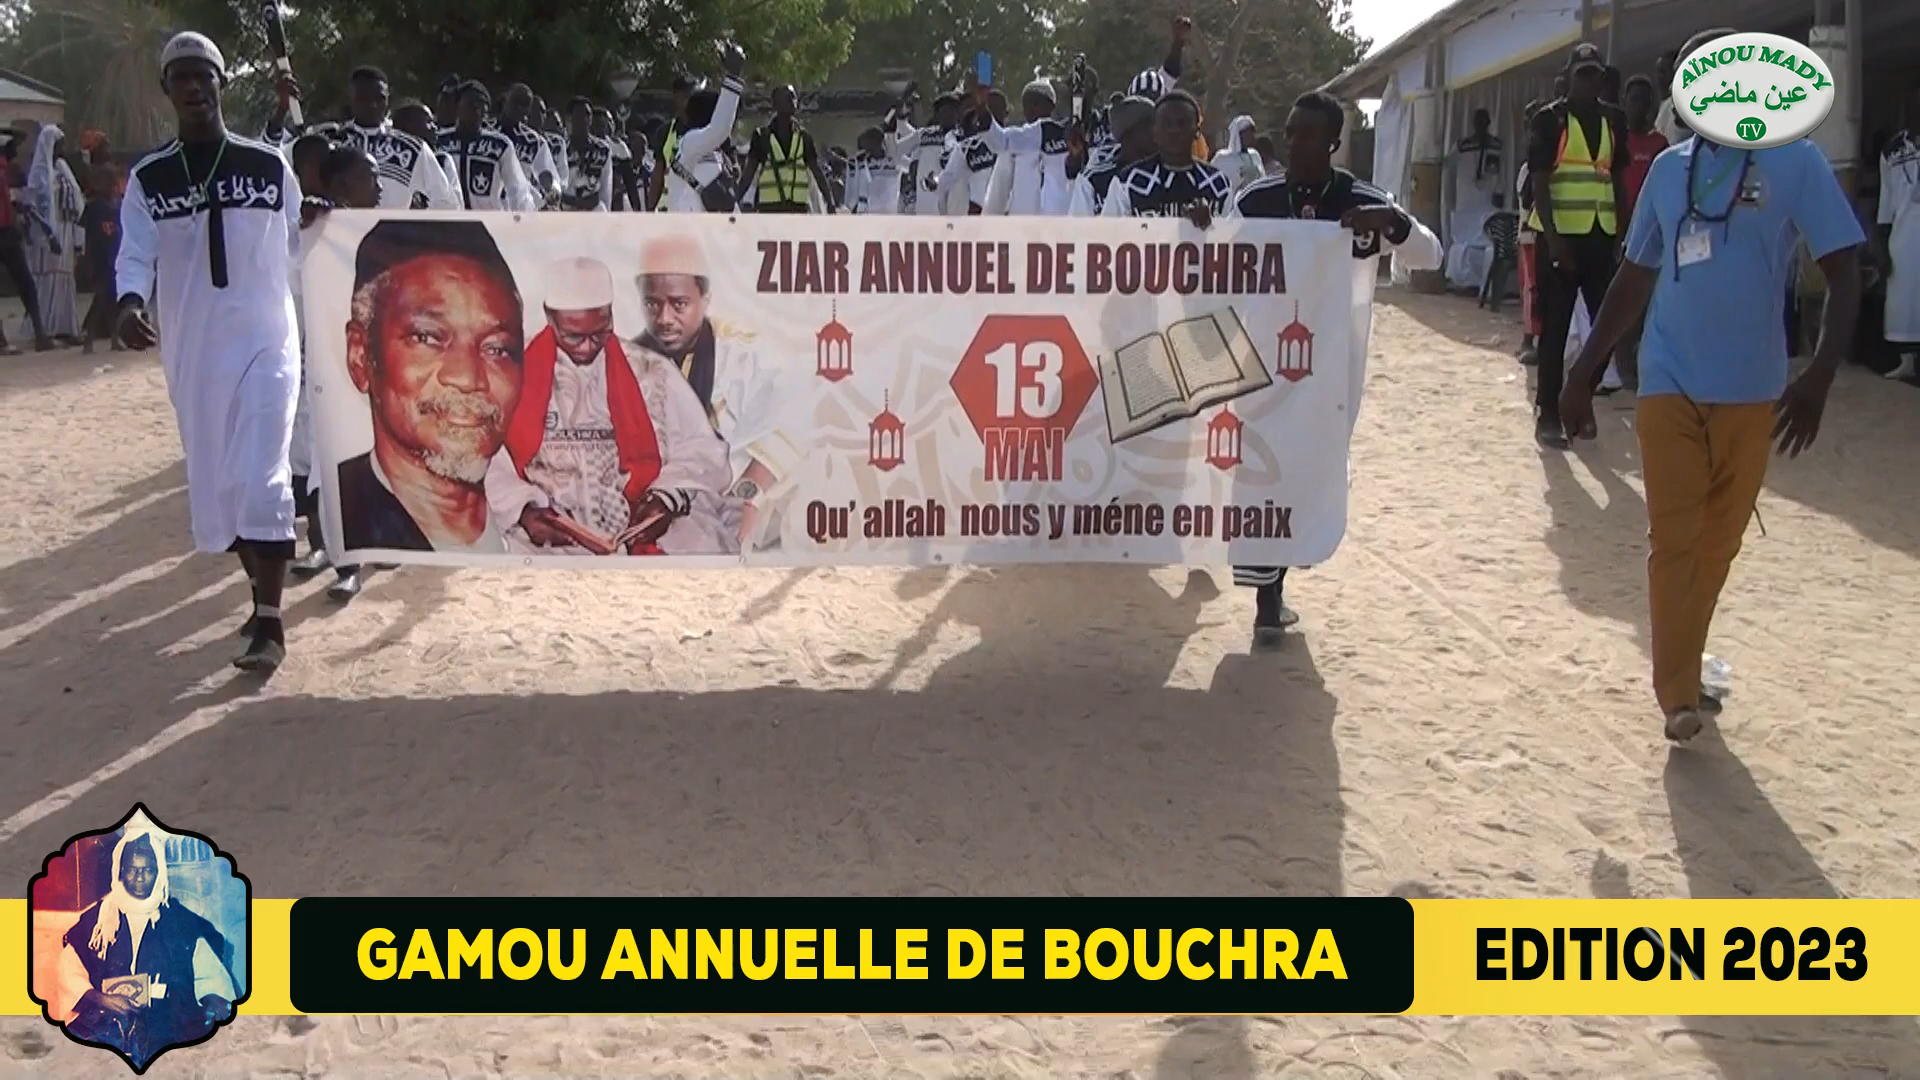 AÏNOU MADY
عين ماضي
TV
ZIAR ANNUEL DE BOUCHRA
13
MAI
Qu' allah nous y méne en paix
GAMOU ANNUELLE DE BOUCHRA
EDITION 2023